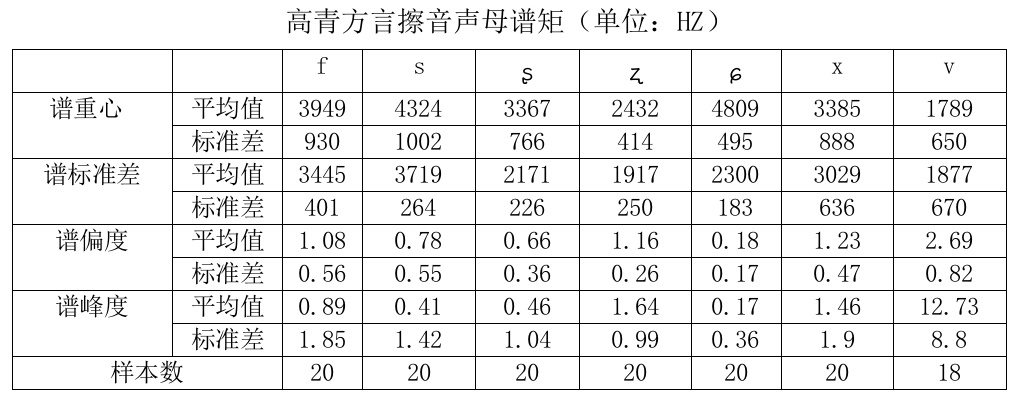 高青方言擦音声母谱矩（单位：HZ）
f s ʂ ʐ ɕ x v
谱重心 平均值 3949 4324 3367 2432 4809 3385 1789
标准差 930 1002 766 414 495 888 650
谱标准差 平均值 3445 3719 2171 1917 2300 3029 1877
标准差 401 264 226 250 183 636 670
谱偏度 平均值 1.08 0.78 0.66 1.16 0.18 1.23 2.69
标准差 0.56 0.55 0.36 0.26 0.17 0.47 0.82
谱峰度 平均值 0.89 0.41 0.46 1.64 0.17 1.46 12.73
标准差 1.85 1.42 1.04 0.99 0.36 1.9 8.8
样本数 20 20 20 20 20 20 18